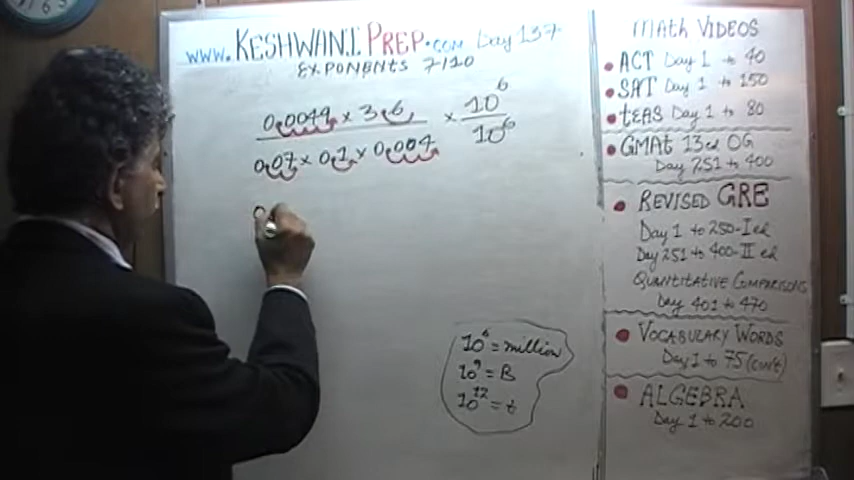 www.KESHWANI PREP.COM Day 137
EXPONENTS 7/10
0.0049 x 3.6 x 10^6
0.07 x 0.1 x 0.004 10^6
10^6 = million
10^9 = B
10^12 = t
Math VIDEOS
ACT Day 1 to 40
SAT Day 1 to 150
tEAS Day 1 to 80
GMAt 13ed OG
Day 251 to 400
REVISED GRE
Day 1 to 250-I ed
Day 251 to 400-II ed
QUANTITATIVE COMPARISONS
Day 401 to 470
VOCABULARY WORDS
Day 1 to 75 (cont)
ALGEBRA
Day 1 to 200